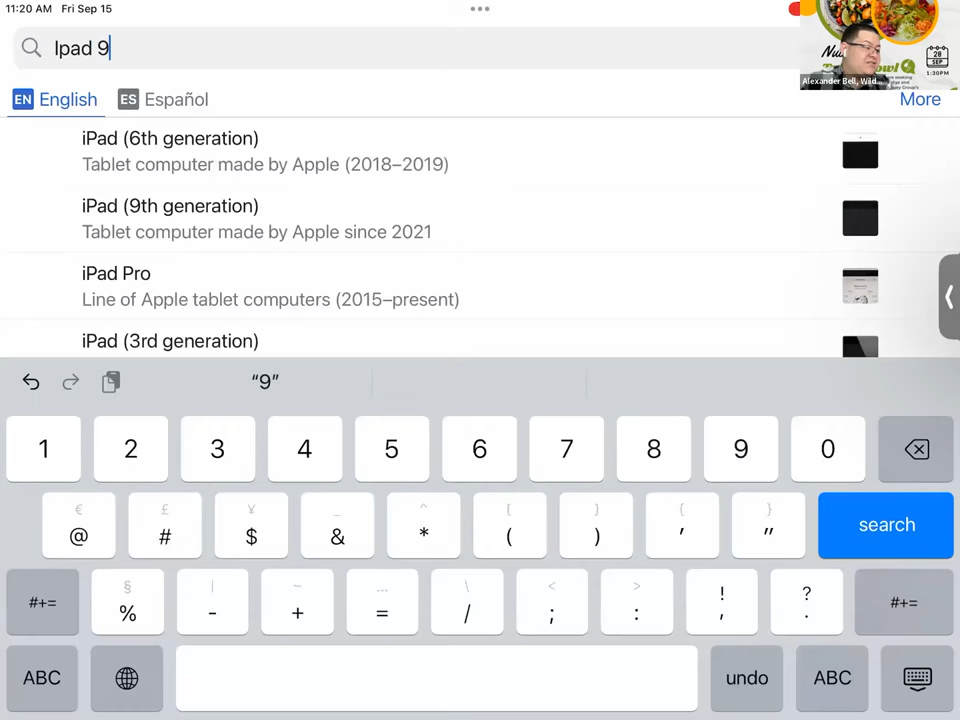 11:20 AM Fri Sep 15
Ipad 9
EN English ES Español
More
Alexander Bell, Wild...
28
SEP
1:30PM
iPad (6th generation)
Tablet computer made by Apple (2018–2019)
iPad (9th generation)
Tablet computer made by Apple since 2021
iPad Pro
Line of Apple tablet computers (2015–present)
iPad (3rd generation)
“9”
1 2 3 4 5 6 7 8 9 0
€ £ ¥ _ ^ [ ] { }
@ # $ & * ( ) ' " search
§ | ~ … \ < > ! ?
#+= % - + = / ; : , . #+=
ABC undo ABC